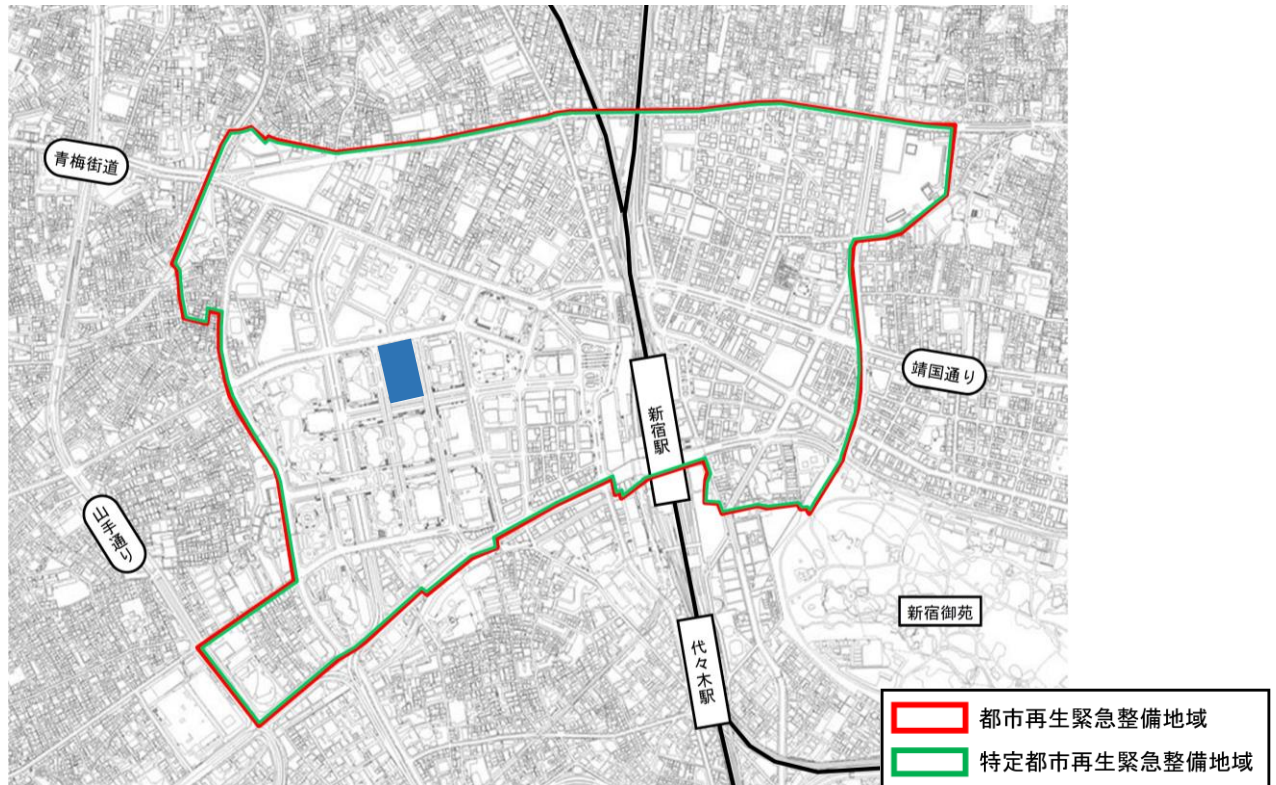 青梅街道
靖国通り
新宿駅
山手通り
新宿御苑
代々木駅
都市再生緊急整備地域
特定都市再生緊急整備地域